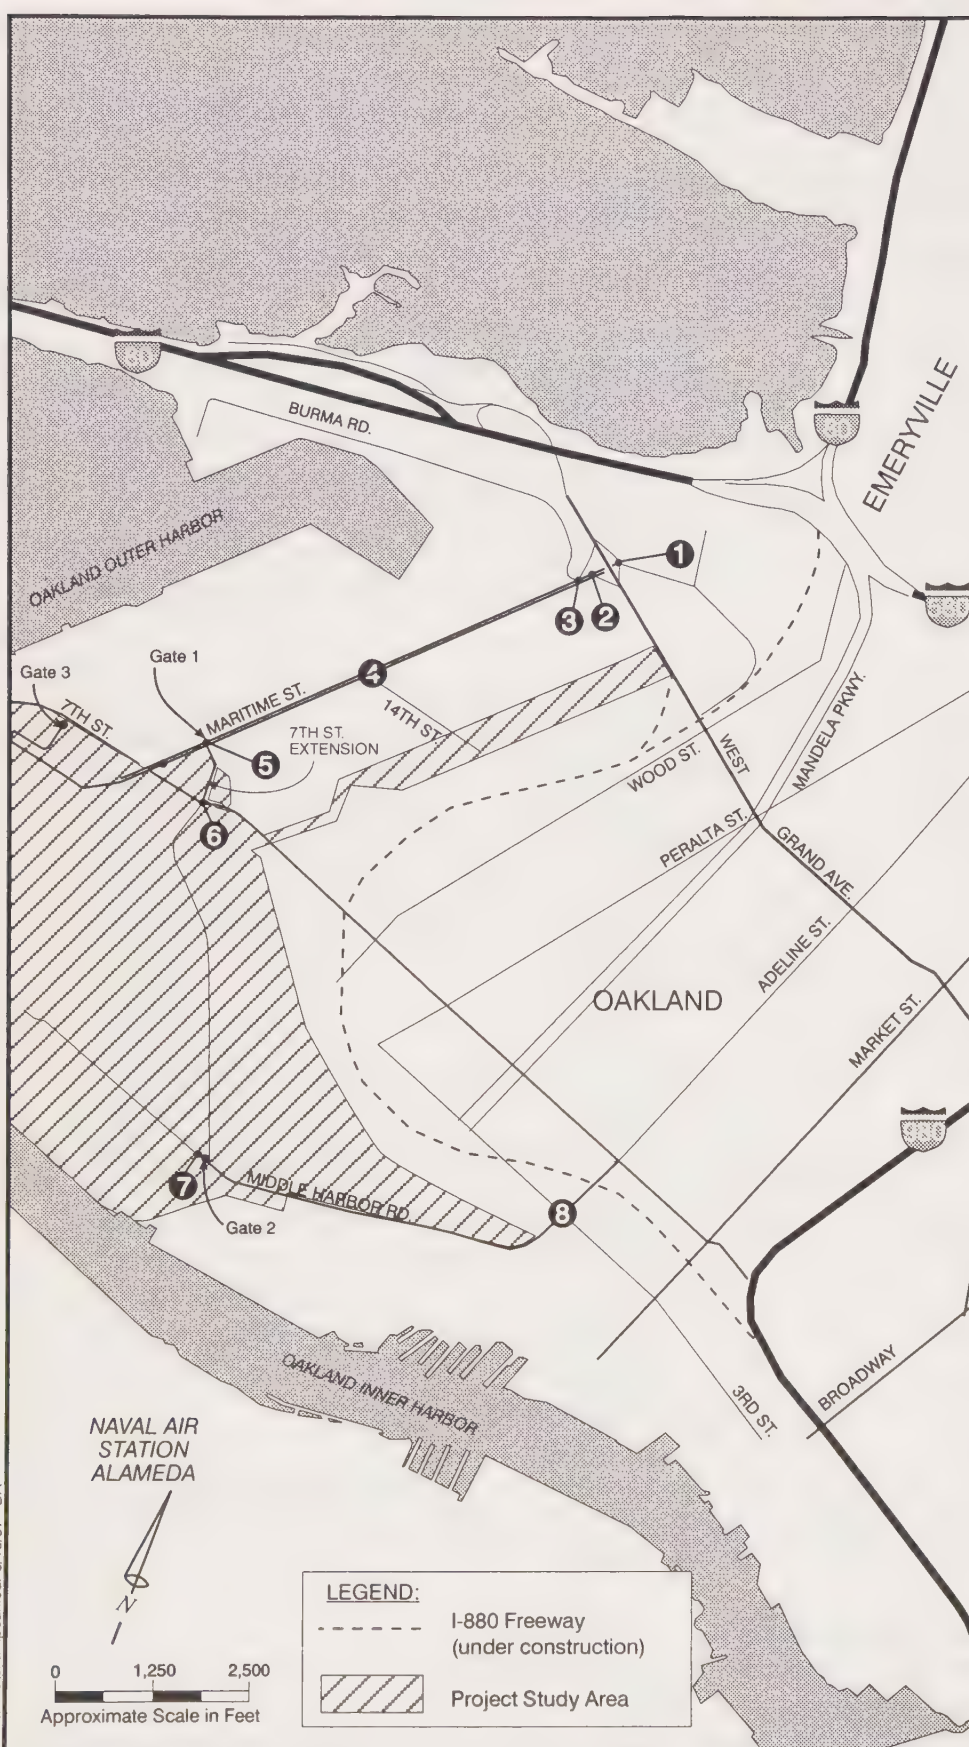 EMERYVILLE
BURMA RD.
OAKLAND OUTER HARBOR
1
2
3
4
Gate 1
Gate 3
7TH ST.
MARITIME ST.
14TH ST.
7TH ST.
EXTENSION
5
6
WOOD ST.
WEST
MANDELA PKWY.
PERALTA ST.
GRAND AVE.
ADELINE ST.
OAKLAND
MARKET ST.
7
MIDDLE HARBOR RD.
Gate 2
8
OAKLAND INNER HARBOR
3RD ST.
BROADWAY
NAVAL AIR
STATION
ALAMEDA
N
0 1,250 2,500
Approximate Scale in Feet
LEGEND:
I-880 Freeway
(under construction)
Project Study Area